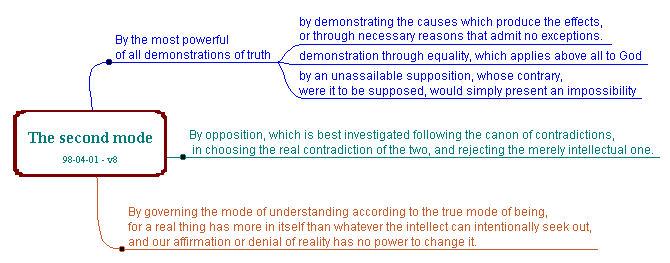 By the most powerful
of all demonstrations of truth
by demonstrating the causes which produce the effects,
or through necessary reasons that admit no exceptions.
demonstration through equality, which applies above all to God
by an unassailable supposition, whose contrary,
were it to be supposed, would simply present an impossibility
The second mode
98-04-01 - v8
By opposition, which is best investigated following the canon of contradictions,
in choosing the real contradiction of the two, and rejecting the merely intellectual one.
By governing the mode of understanding according to the true mode of being,
for a real thing has more in itself than whatever the intellect can intentionally seek out,
and our affirmation or denial of reality has no power to change it.